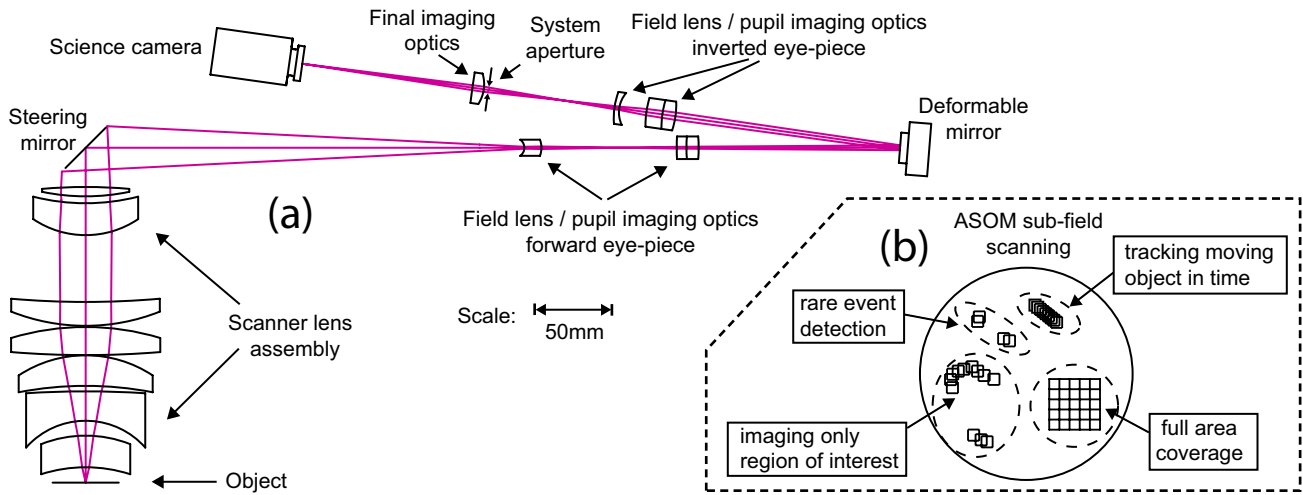 Science camera
Final imaging
optics
System
aperture
Field lens / pupil imaging optics
inverted eye-piece
Deformable
mirror
Steering
mirror
(a)
Field lens / pupil imaging optics
forward eye-piece
Scanner lens
assembly
Scale:
50mm
Object
(b)
ASOM sub-field
scanning
tracking moving
object in time
rare event
detection
imaging only
region of interest
full area
coverage